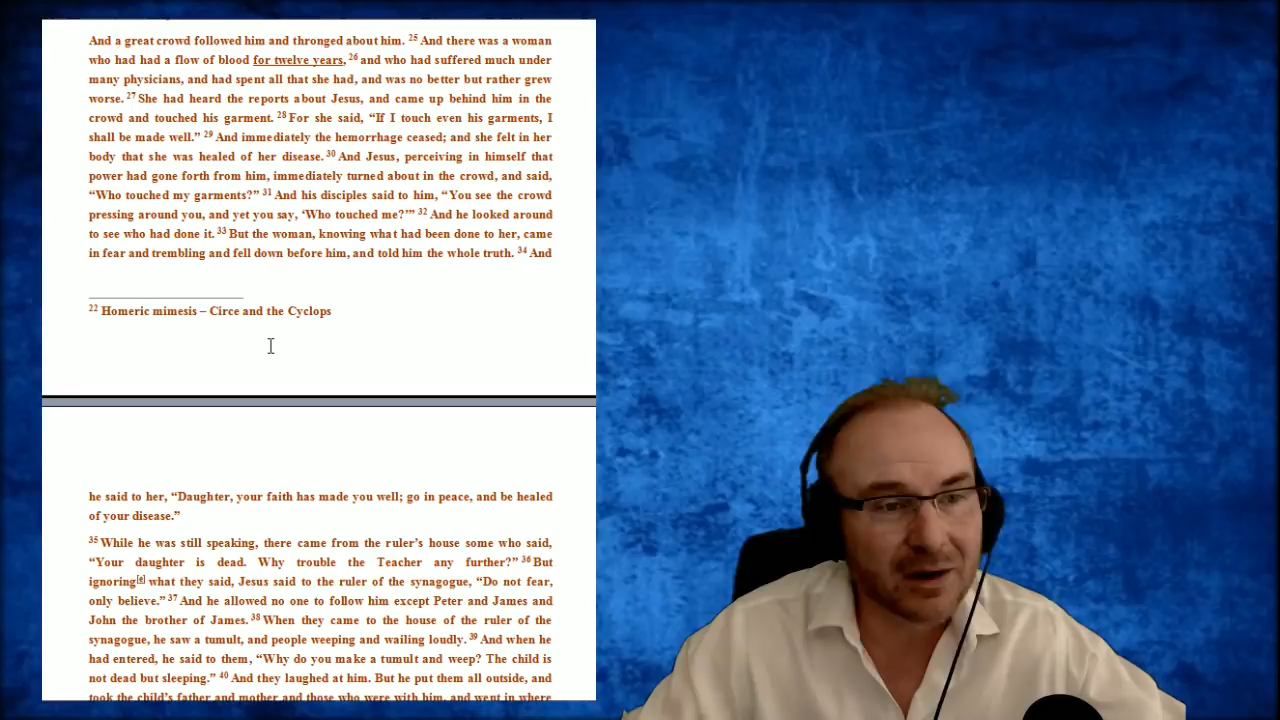 And a great crowd followed him and thronged about him. 25 And there was a woman
who had had a flow of blood for twelve years, 26 and who had suffered much under
many physicians, and had spent all that she had, and was no better but rather grew
worse. 27 She had heard the reports about Jesus, and came up behind him in the
crowd and touched his garment. 28 For she said, “If I touch even his garments, I
shall be made well.” 29 And immediately the hemorrhage ceased; and she felt in her
body that she was healed of her disease. 30 And Jesus, perceiving in himself that
power had gone forth from him, immediately turned about in the crowd, and said,
“Who touched my garments?” 31 And his disciples said to him, “You see the crowd
pressing around you, and yet you say, ‘Who touched me?’” 32 And he looked around
to see who had done it. 33 But the woman, knowing what had been done to her, came
in fear and trembling and fell down before him, and told him the whole truth. 34 And
22 Homeric mimesis – Circe and the Cyclops
he said to her, “Daughter, your faith has made you well; go in peace, and be healed
of your disease.”
35 While he was still speaking, there came from the ruler’s house some who said,
“Your daughter is dead. Why trouble the Teacher any further?” 36 But
ignoring[e] what they said, Jesus said to the ruler of the synagogue, “Do not fear,
only believe.” 37 And he allowed no one to follow him except Peter and James and
John the brother of James. 38 When they came to the house of the ruler of the
synagogue, he saw a tumult, and people weeping and wailing loudly. 39 And when he
had entered, he said to them, “Why do you make a tumult and weep? The child is
not dead but sleeping.” 40 And they laughed at him. But he put them all outside, and
took the child’s father and mother and those who were with him, and went in where